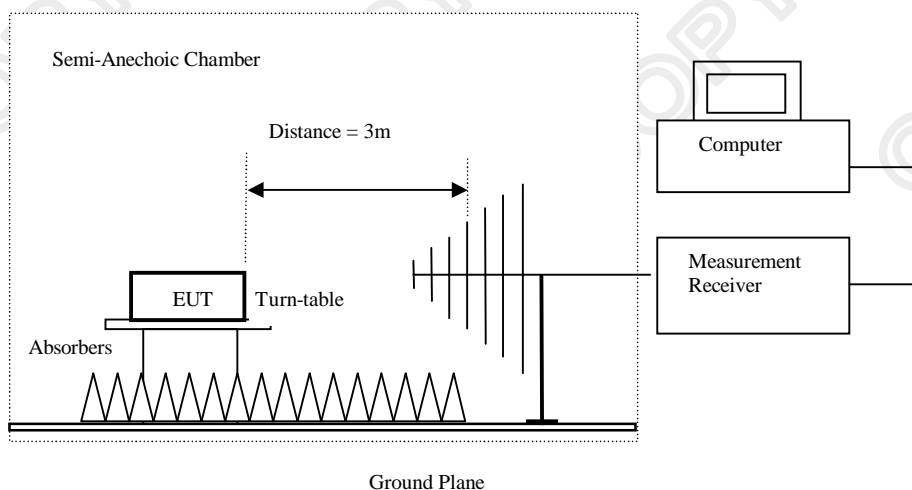 Semi-Anechoic Chamber
Distance = 3m
Computer
Measurement
Receiver
EUT
Turn-table
Absorbers
Ground Plane